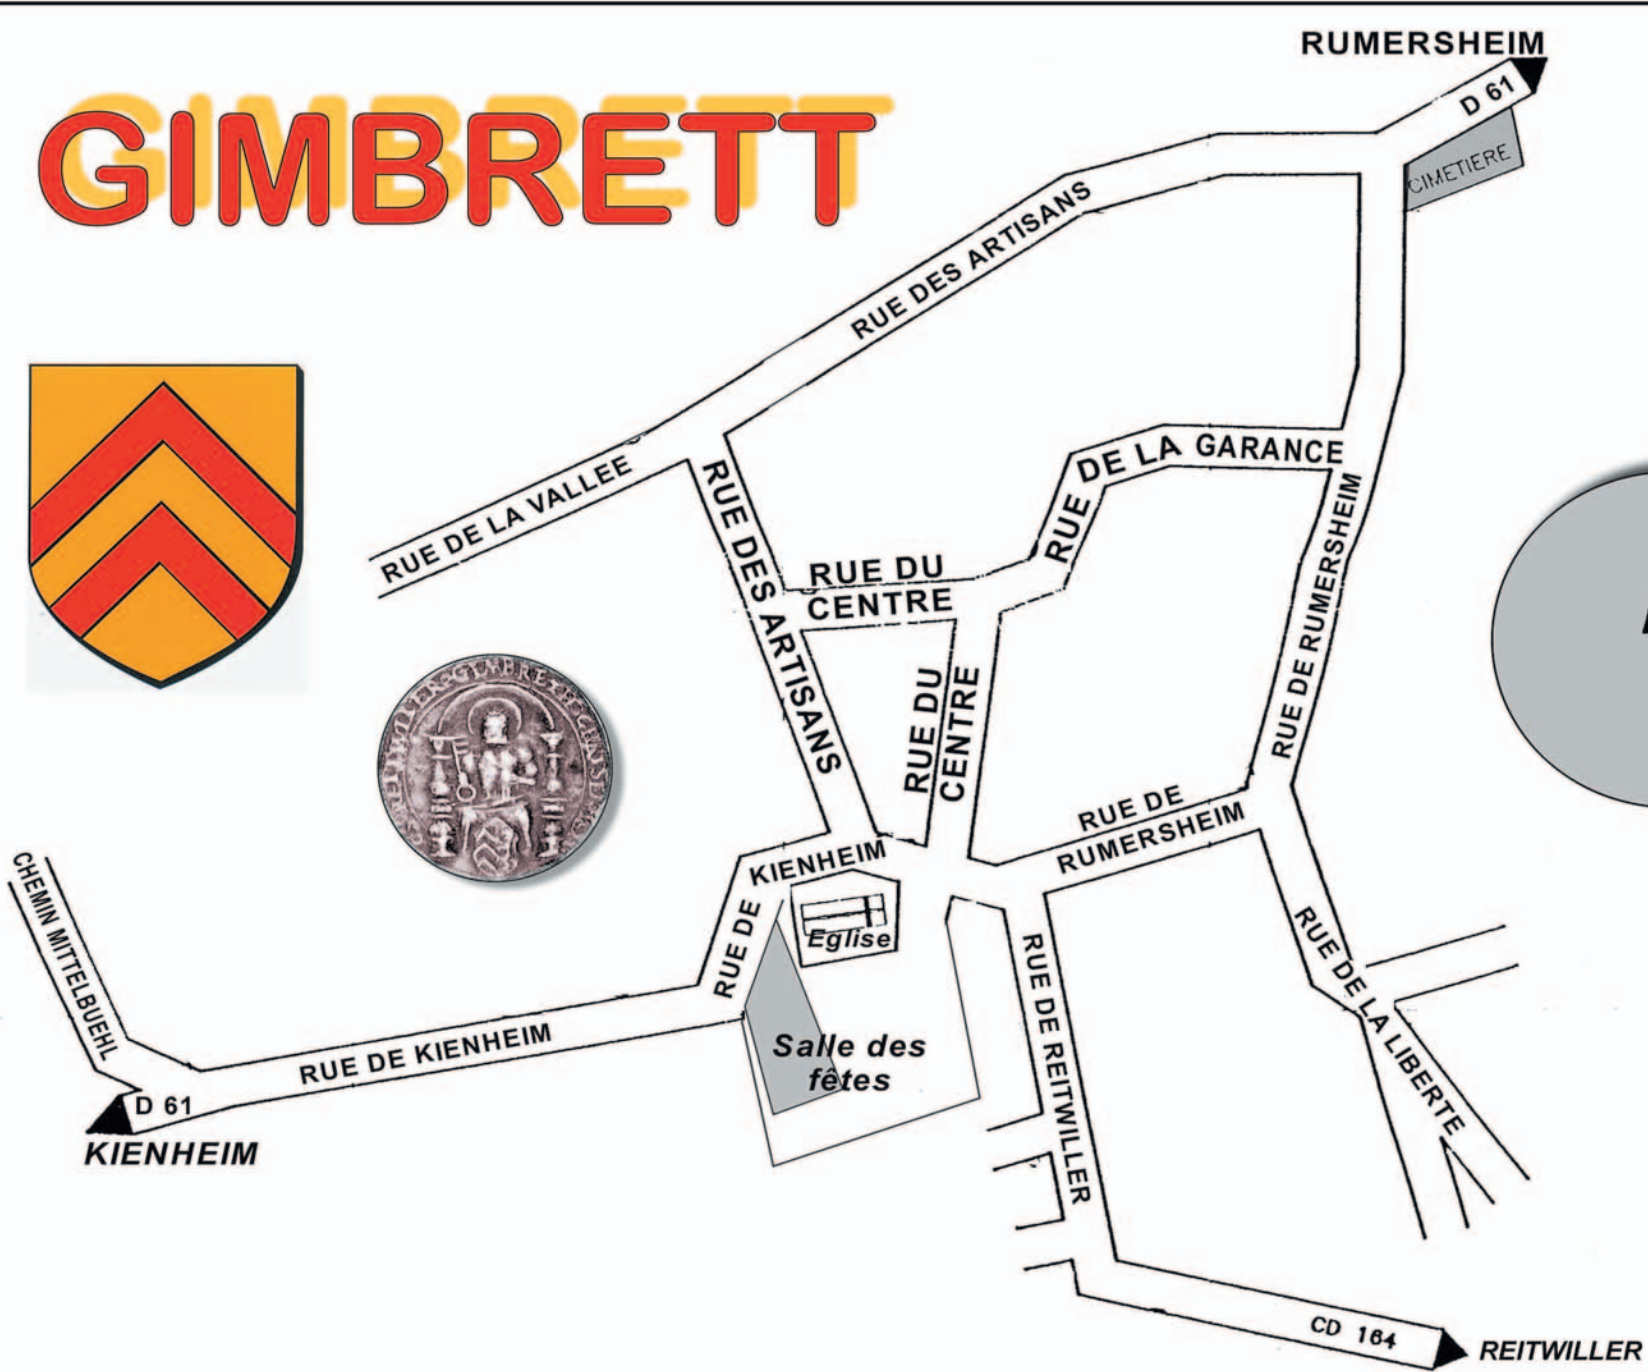 RUMERSHEIM
D 61
GIMBRETT
CIMETIERE
RUE DES ARTISANS
RUE DE LA VALLEE
RUE DE LA GARANCE
RUE DES ARTISANS
RUE DU
CENTRE
RUE DE RUMERSHEIM
RUE DU
CENTRE
RUE DE
RUMERSHEIM
RUE DE KIENHEIM
Eglise
CHEMIN MITTELBUEHL
RUE DE LA LIBERTE
RUE DE REITWILLER
RUE DE KIENHEIM
Salle des
fêtes
D 61
KIENHEIM
CD 164
REITWILLER